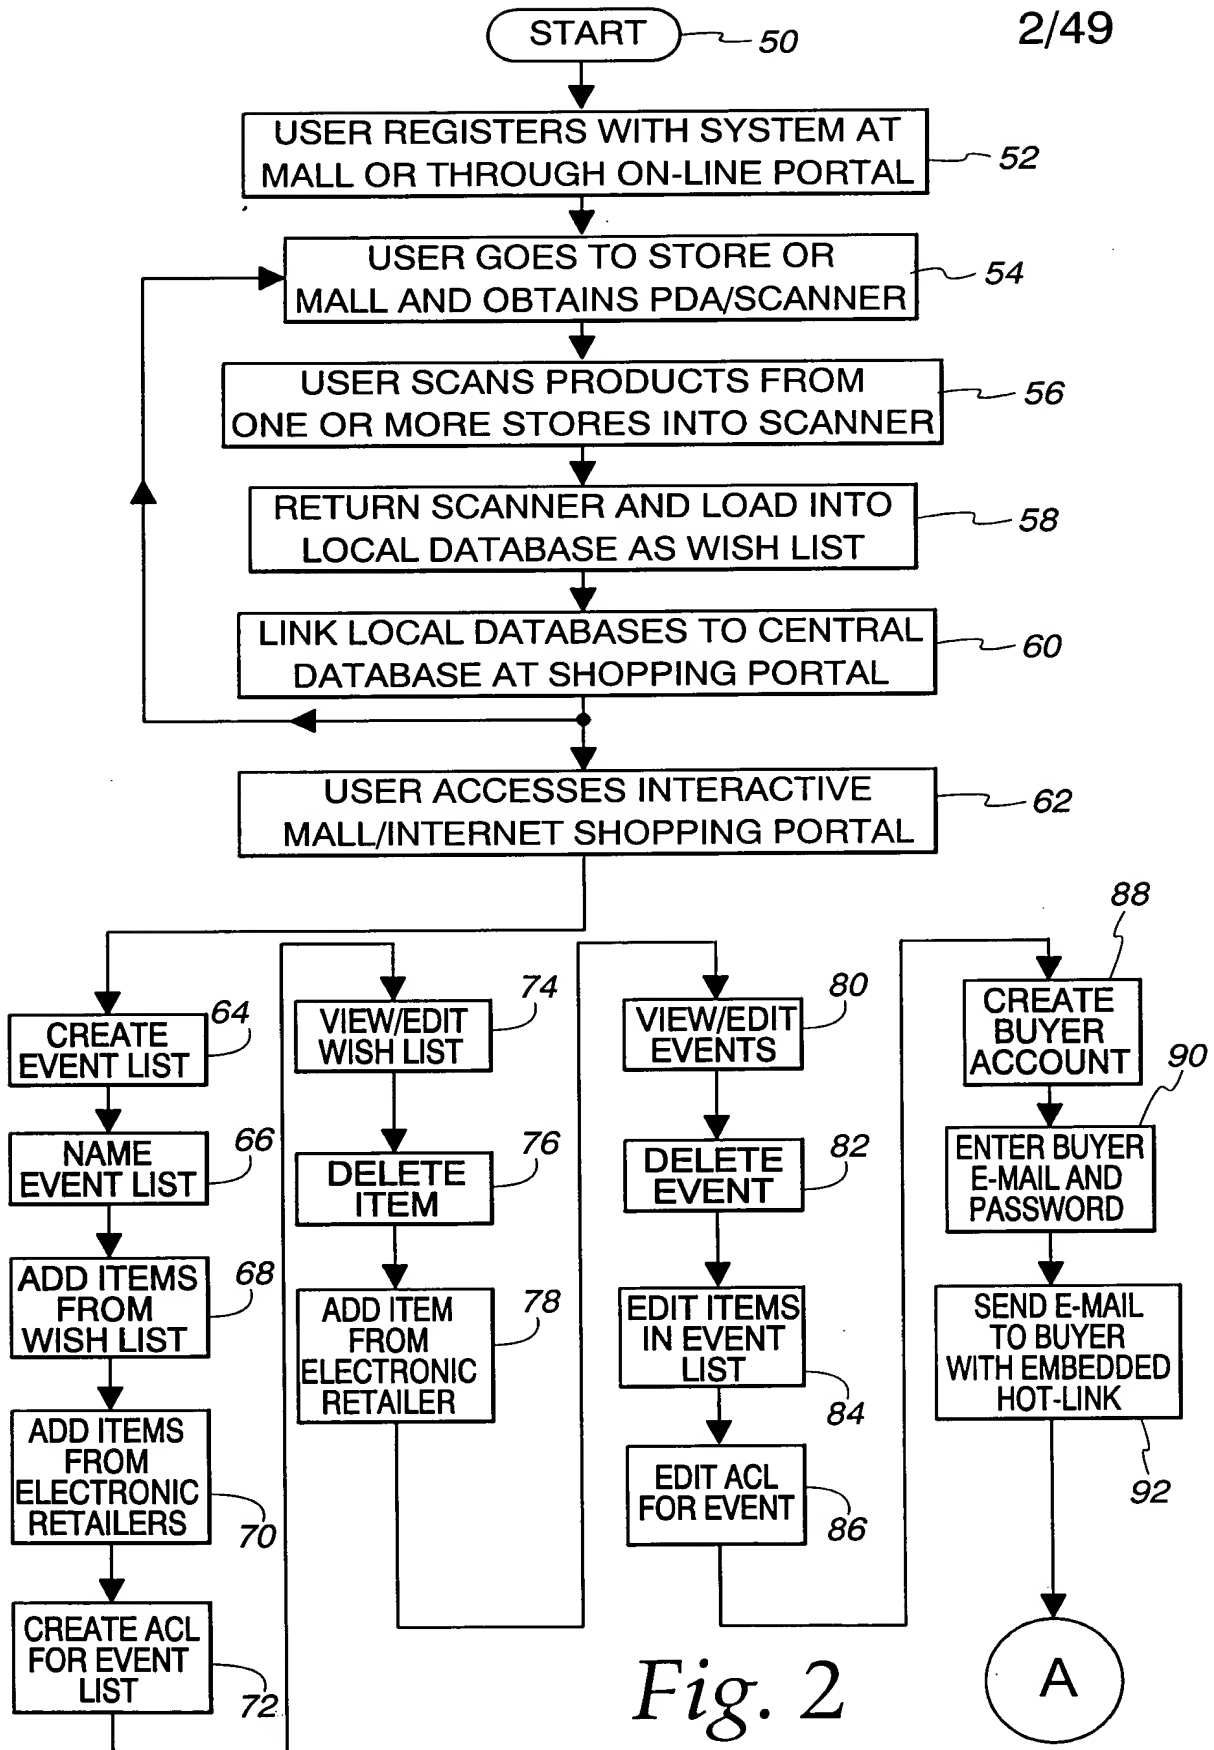 2/49
START
50
USER REGISTERS WITH SYSTEM AT
MALL OR THROUGH ON-LINE PORTAL
52
USER GOES TO STORE OR
MALL AND OBTAINS PDA/SCANNER
54
USER SCANS PRODUCTS FROM
ONE OR MORE STORES INTO SCANNER
56
RETURN SCANNER AND LOAD INTO
LOCAL DATABASE AS WISH LIST
58
LINK LOCAL DATABASES TO CENTRAL
DATABASE AT SHOPPING PORTAL
60
USER ACCESSES INTERACTIVE
MALL/INTERNET SHOPPING PORTAL
62
CREATE
EVENT LIST
64
NAME
EVENT LIST
66
ADD ITEMS
FROM
WISH LIST
68
ADD ITEMS
FROM
ELECTRONIC
RETAILERS
70
CREATE ACL
FOR EVENT
LIST
72
VIEW/EDIT
WISH LIST
74
DELETE
ITEM
76
ADD ITEM
FROM
ELECTRONIC
RETAILER
78
VIEW/EDIT
EVENTS
80
DELETE
EVENT
82
EDIT ITEMS
IN EVENT
LIST
84
EDIT ACL
FOR EVENT
86
CREATE
BUYER
ACCOUNT
88
ENTER BUYER
E-MAIL AND
PASSWORD
90
SEND E-MAIL
TO BUYER
WITH EMBEDDED
HOT-LINK
92
A
Fig. 2